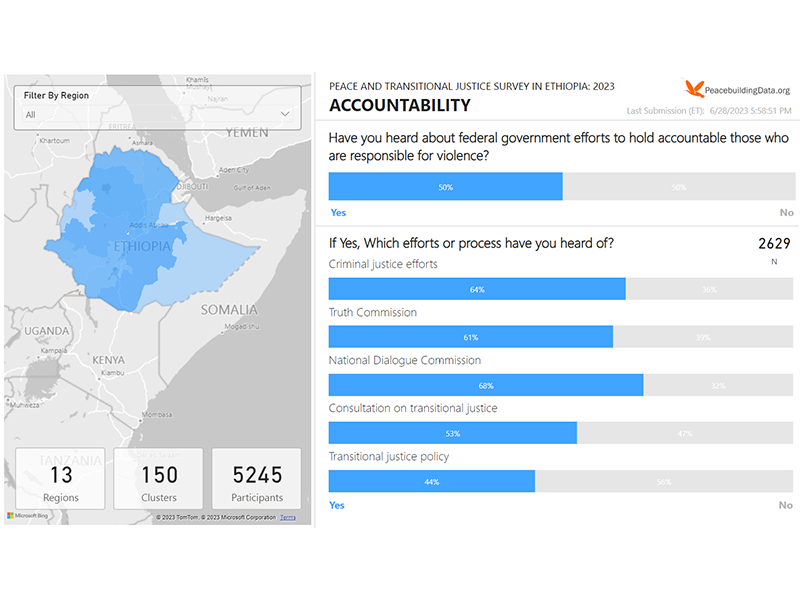 Filter By Region
All
Khamis
Mushayt
Najran
Khartoum
ERITREA
Asmara
YEMEN
Aden City
DJIBOUTI
Gulf of Aden
Hargeisa
Addis Ababa
ETHIOPIA
SOMALIA
Mogadishu
UGANDA
Kampala
KENYA
Kiambu
Muhweza
Mombasa
TANZANIA
13
Regions
150
Clusters
5245
Participants
Microsoft Bing
© 2023 TomTom, © 2023 Microsoft Corporation Terms
PEACE AND TRANSITIONAL JUSTICE SURVEY IN ETHIOPIA: 2023
ACCOUNTABILITY
PeacebuildingData.org
Last Submission (ET): 6/28/2023 5:58:51 PM
Have you heard about federal government efforts to hold accountable those who
are responsible for violence?
50% 50%
Yes No
If Yes, Which efforts or process have you heard of? 2629
N
Criminal justice efforts
64% 36%
Truth Commission
61% 39%
National Dialogue Commission
68% 32%
Consultation on transitional justice
53% 47%
Transitional justice policy
44% 56%
Yes No